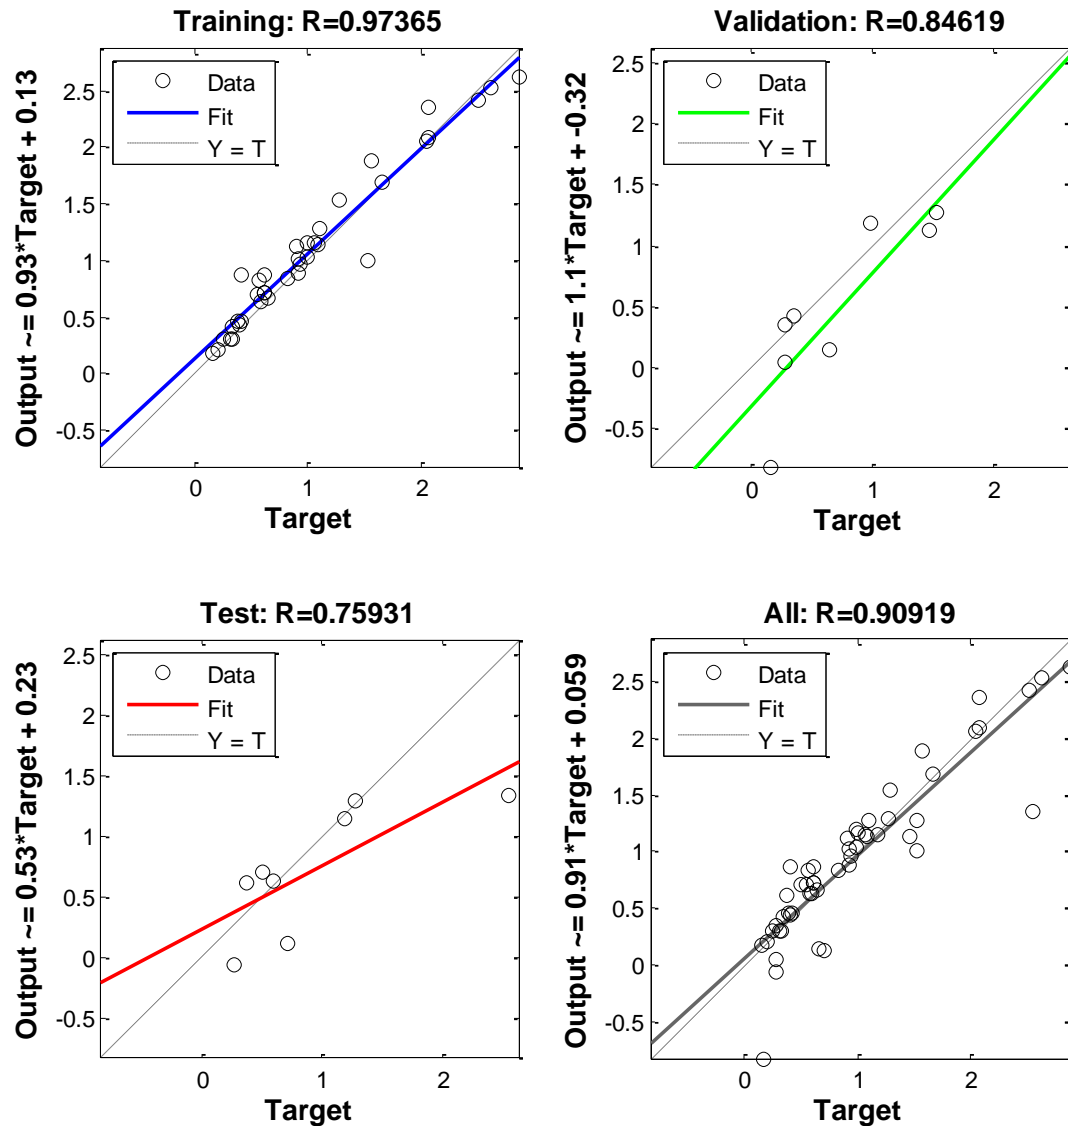 Training: R=0.97365
Output ~= 0.93*Target + 0.13
Data
Fit
Y = T
2.5
2
1.5
1
0.5
0
-0.5
0 1 2
Target
Validation: R=0.84619
Output ~= 1.1*Target + -0.32
Data
Fit
Y = T
2.5
2
1.5
1
0.5
0
-0.5
0 1 2
Target
Test: R=0.75931
Output ~= 0.53*Target + 0.23
Data
Fit
Y = T
2.5
2
1.5
1
0.5
0
-0.5
0 1 2
Target
All: R=0.90919
Output ~= 0.91*Target + 0.059
Data
Fit
Y = T
2.5
2
1.5
1
0.5
0
-0.5
0 1 2
Target